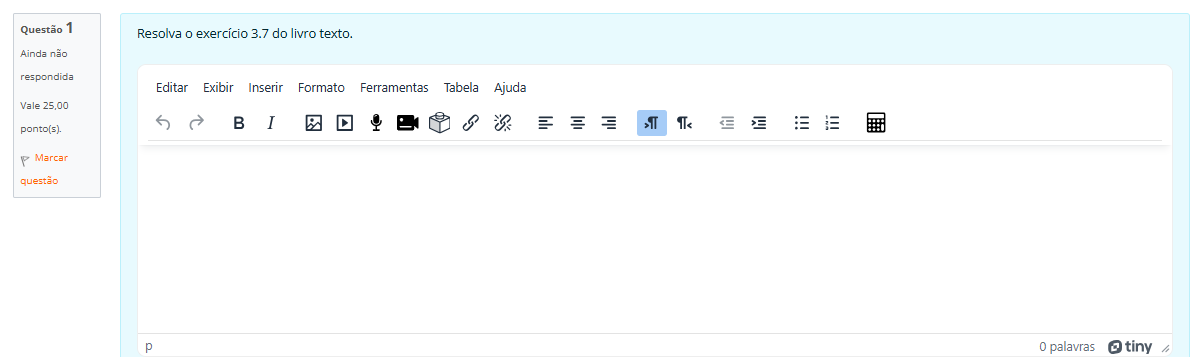 Questão 1
Ainda não
respondida
Vale 25,00
ponto(s).
Marcar
questão
Resolva o exercício 3.7 do livro texto.
Editar Exibir Inserir Formato Ferramentas Tabela Ajuda
B I
p
0 palavras tiny